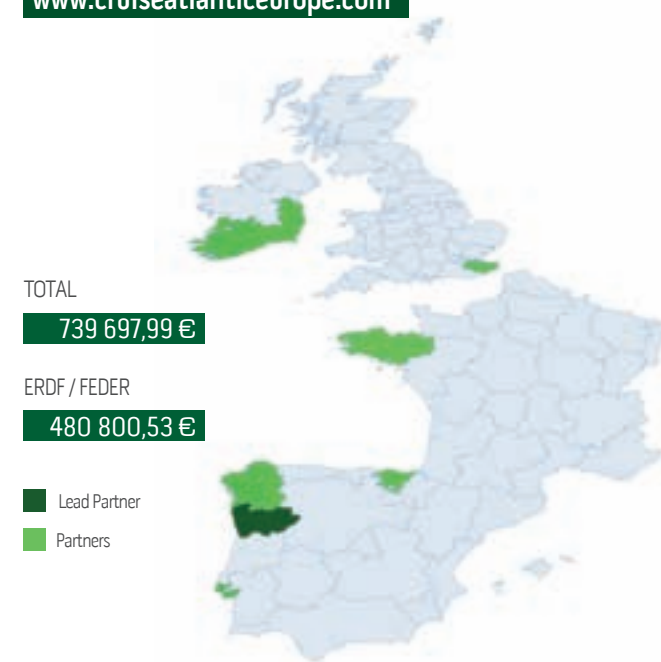 www.cruiseatlanticeurope.com
TOTAL
739 697,99 €
ERDF / FEDER
480 800,53 €
Lead Partner
Partners